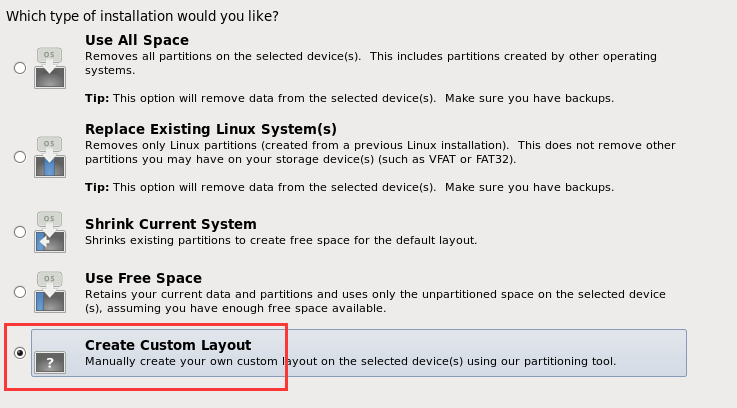 Which type of installation would you like?
OS
Use All Space
Removes all partitions on the selected device(s).  This includes partitions created by other operating
systems.
Tip: This option will remove data from the selected device(s).  Make sure you have backups.
OS
Replace Existing Linux System(s)
Removes only Linux partitions (created from a previous Linux installation).  This does not remove other
partitions you may have on your storage device(s) (such as VFAT or FAT32).
Tip: This option will remove data from the selected device(s).  Make sure you have backups.
OS
Shrink Current System
Shrinks existing partitions to create free space for the default layout.
OS
Use Free Space
Retains your current data and partitions and uses only the unpartitioned space on the selected device
(s), assuming you have enough free space available.
?
Create Custom Layout
Manually create your own custom layout on the selected device(s) using our partitioning tool.